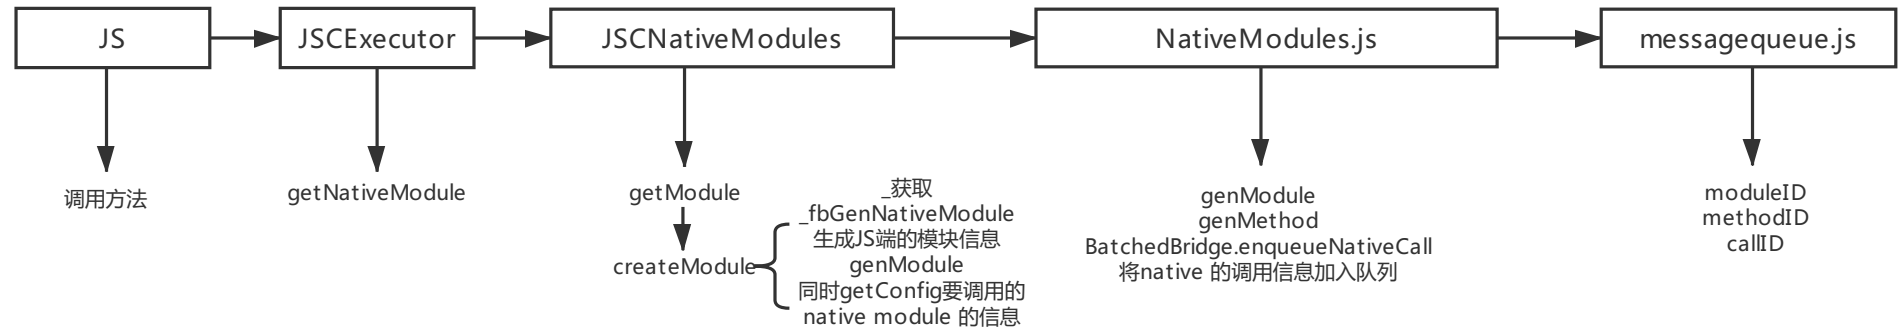 JS
JSCExecutor
JSCNativeModules
NativeModules.js
messagequeue.js
调用方法
getNativeModule
getModule
createModule
_获取
_fbGenNativeModule
生成JS端的模块信息
genModule
同时getConfig要调用的
native module 的信息
genModule
genMethod
BatchedBridge.enqueueNativeCall
将native 的调用信息加入队列
moduleID
methodID
callID